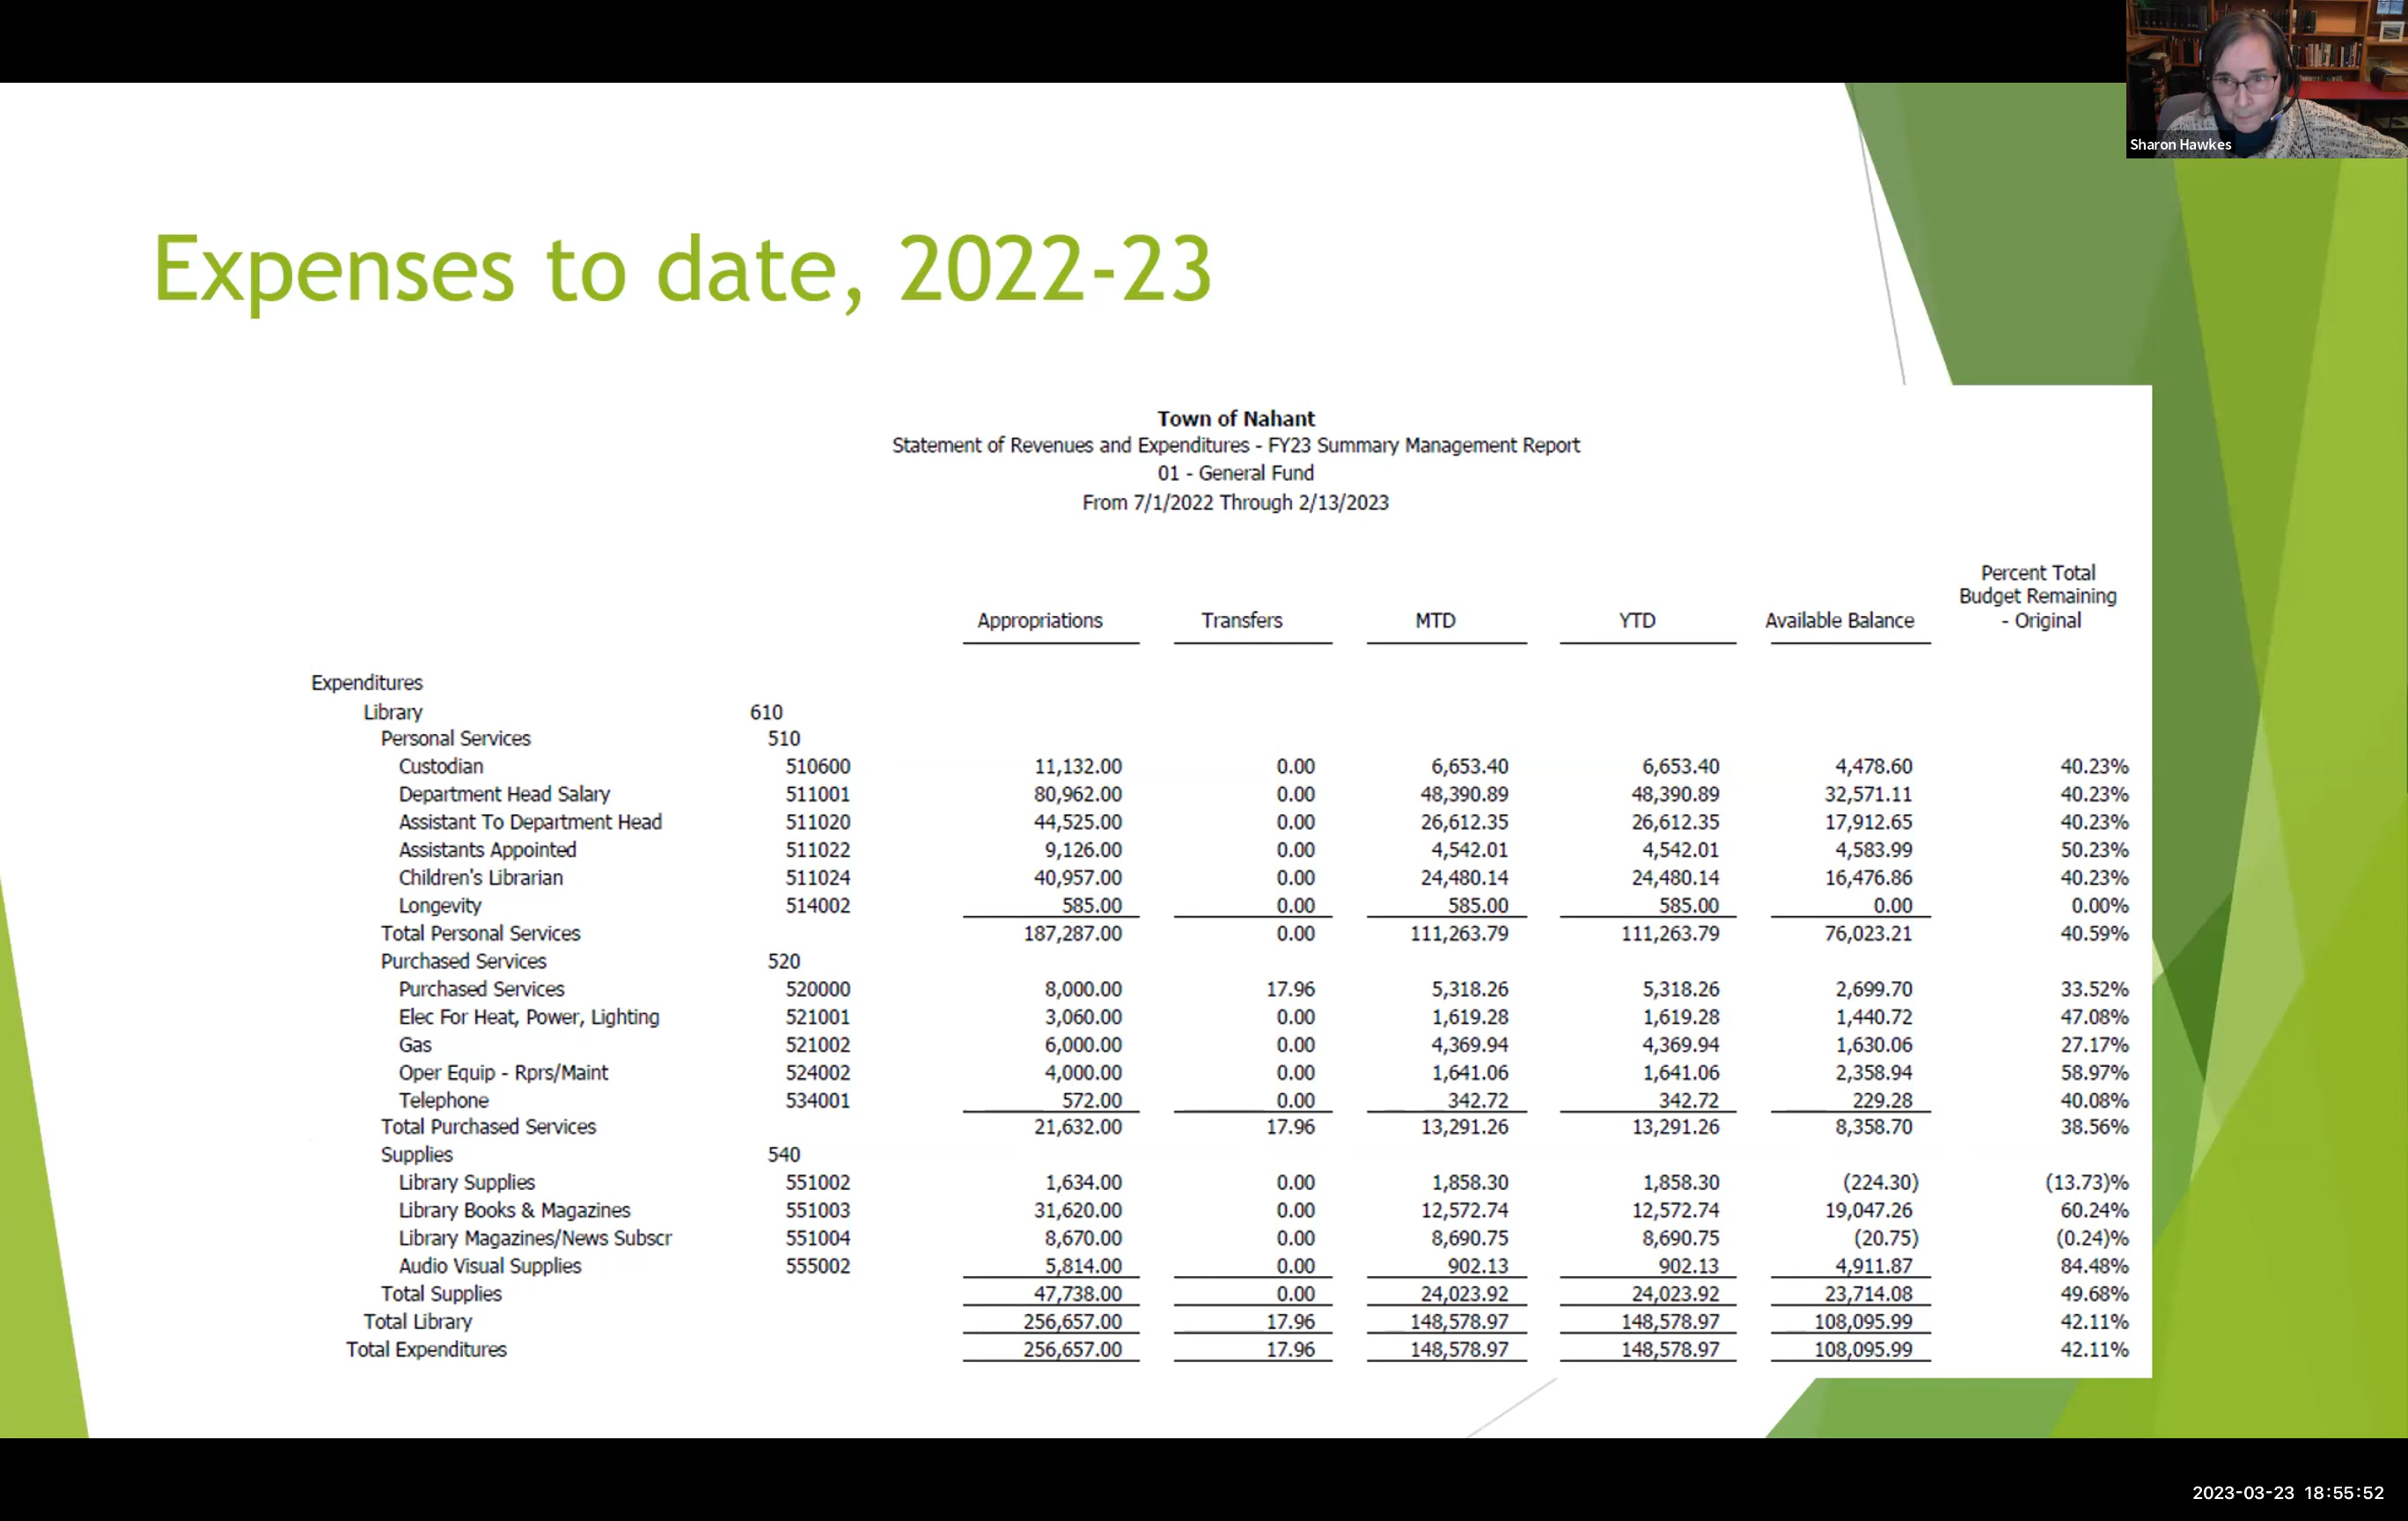 Sharon Hawkes
Expenses to date, 2022-23
Town of Nahant
Statement of Revenues and Expenditures - FY23 Summary Management Report
01 - General Fund
From 7/1/2022 Through 2/13/2023
Percent Total
Budget Remaining
Appropriations Transfers MTD YTD Available Balance - Original
Expenditures
Library 610
Personal Services 510
Custodian 510600 11,132.00 0.00 6,653.40 6,653.40 4,478.60 40.23%
Department Head Salary 511001 80,962.00 0.00 48,390.89 48,390.89 32,571.11 40.23%
Assistant To Department Head 511020 44,525.00 0.00 26,612.35 26,612.35 17,912.65 40.23%
Assistants Appointed 511022 9,126.00 0.00 4,542.01 4,542.01 4,583.99 50.23%
Children's Librarian 511024 40,957.00 0.00 24,480.14 24,480.14 16,476.86 40.23%
Longevity 514002 585.00 0.00 585.00 585.00 0.00 0.00%
Total Personal Services 187,287.00 0.00 111,263.79 111,263.79 76,023.21 40.59%
Purchased Services 520
Purchased Services 520000 8,000.00 17.96 5,318.26 5,318.26 2,699.70 33.52%
Elec For Heat, Power, Lighting 521001 3,060.00 0.00 1,619.28 1,619.28 1,440.72 47.08%
Gas 521002 6,000.00 0.00 4,369.94 4,369.94 1,630.06 27.17%
Oper Equip - Rprs/Maint 524002 4,000.00 0.00 1,641.06 1,641.06 2,358.94 58.97%
Telephone 534001 572.00 0.00 342.72 342.72 229.28 40.08%
Total Purchased Services 21,632.00 17.96 13,291.26 13,291.26 8,358.70 38.56%
Supplies 540
Library Supplies 551002 1,634.00 0.00 1,858.30 1,858.30 (224.30) (13.73)%
Library Books & Magazines 551003 31,620.00 0.00 12,572.74 12,572.74 19,047.26 60.24%
Library Magazines/News Subscr 551004 8,670.00 0.00 8,690.75 8,690.75 (20.75) (0.24)%
Audio Visual Supplies 555002 5,814.00 0.00 902.13 902.13 4,911.87 84.48%
Total Supplies 47,738.00 0.00 24,023.92 24,023.92 23,714.08 49.68%
Total Library 256,657.00 17.96 148,578.97 148,578.97 108,095.99 42.11%
Total Expenditures 256,657.00 17.96 148,578.97 148,578.97 108,095.99 42.11%
2023-03-23 18:55:52